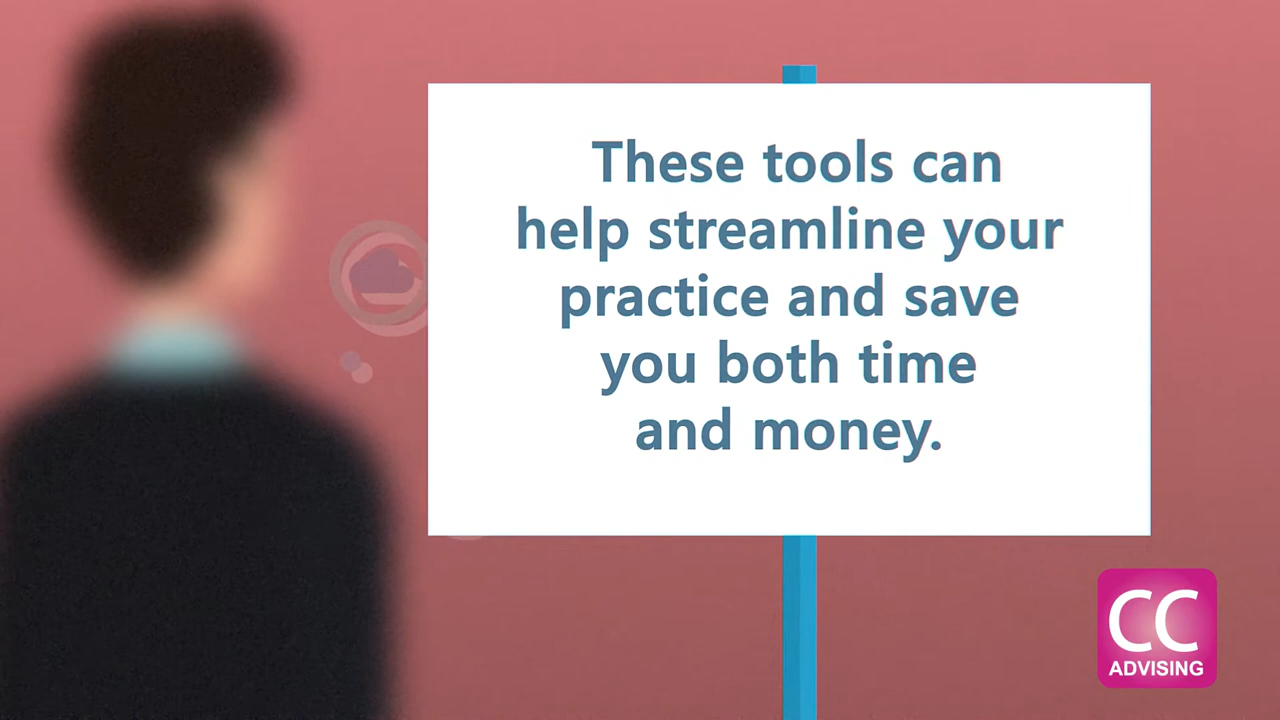 These tools can
help streamline your
practice and save
you both time
and money.
CC
ADVISING